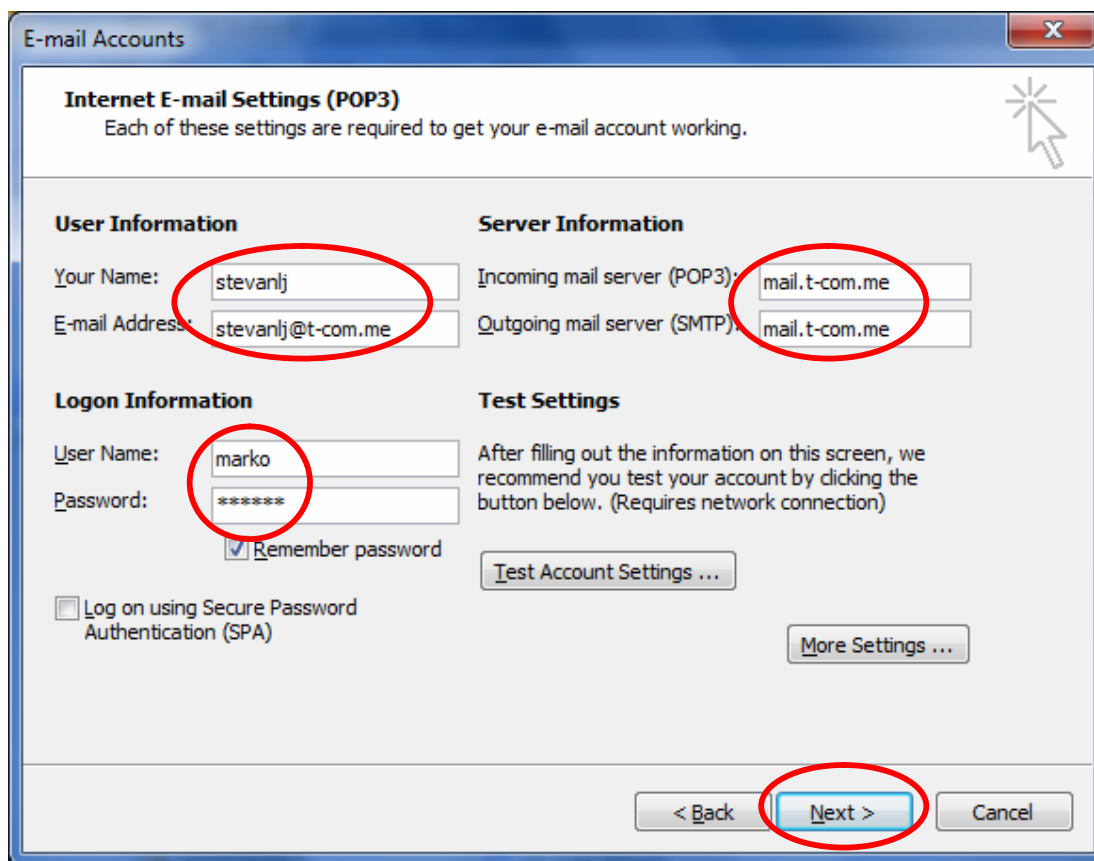 E-mail Accounts
Internet E-mail Settings (POP3)
Each of these settings are required to get your e-mail account working.
User Information
Your Name: stevanlj
E-mail Address: stevanlj@t-com.me
Server Information
Incoming mail server (POP3): mail.t-com.me
Outgoing mail server (SMTP): mail.t-com.me
Logon Information
User Name: marko
Password: ******
Remember password
Log on using Secure Password
Authentication (SPA)
Test Settings
After filling out the information on this screen, we
recommend you test your account by clicking the
button below. (Requires network connection)
Test Account Settings ...
More Settings ...
< Back
Next >
Cancel